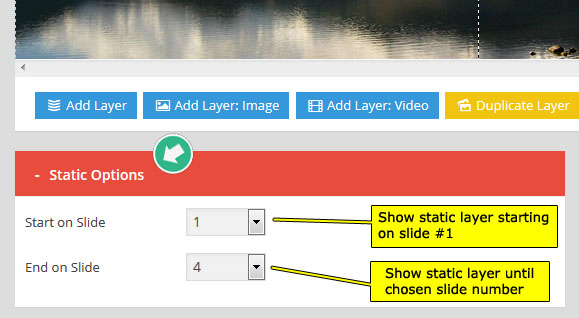 Add Layer
Add Layer: Image
Add Layer: Video
Duplicate Layer
- Static Options
Start on Slide
1
Show static layer starting
on slide #1
End on Slide
4
Show static layer until
chosen slide number